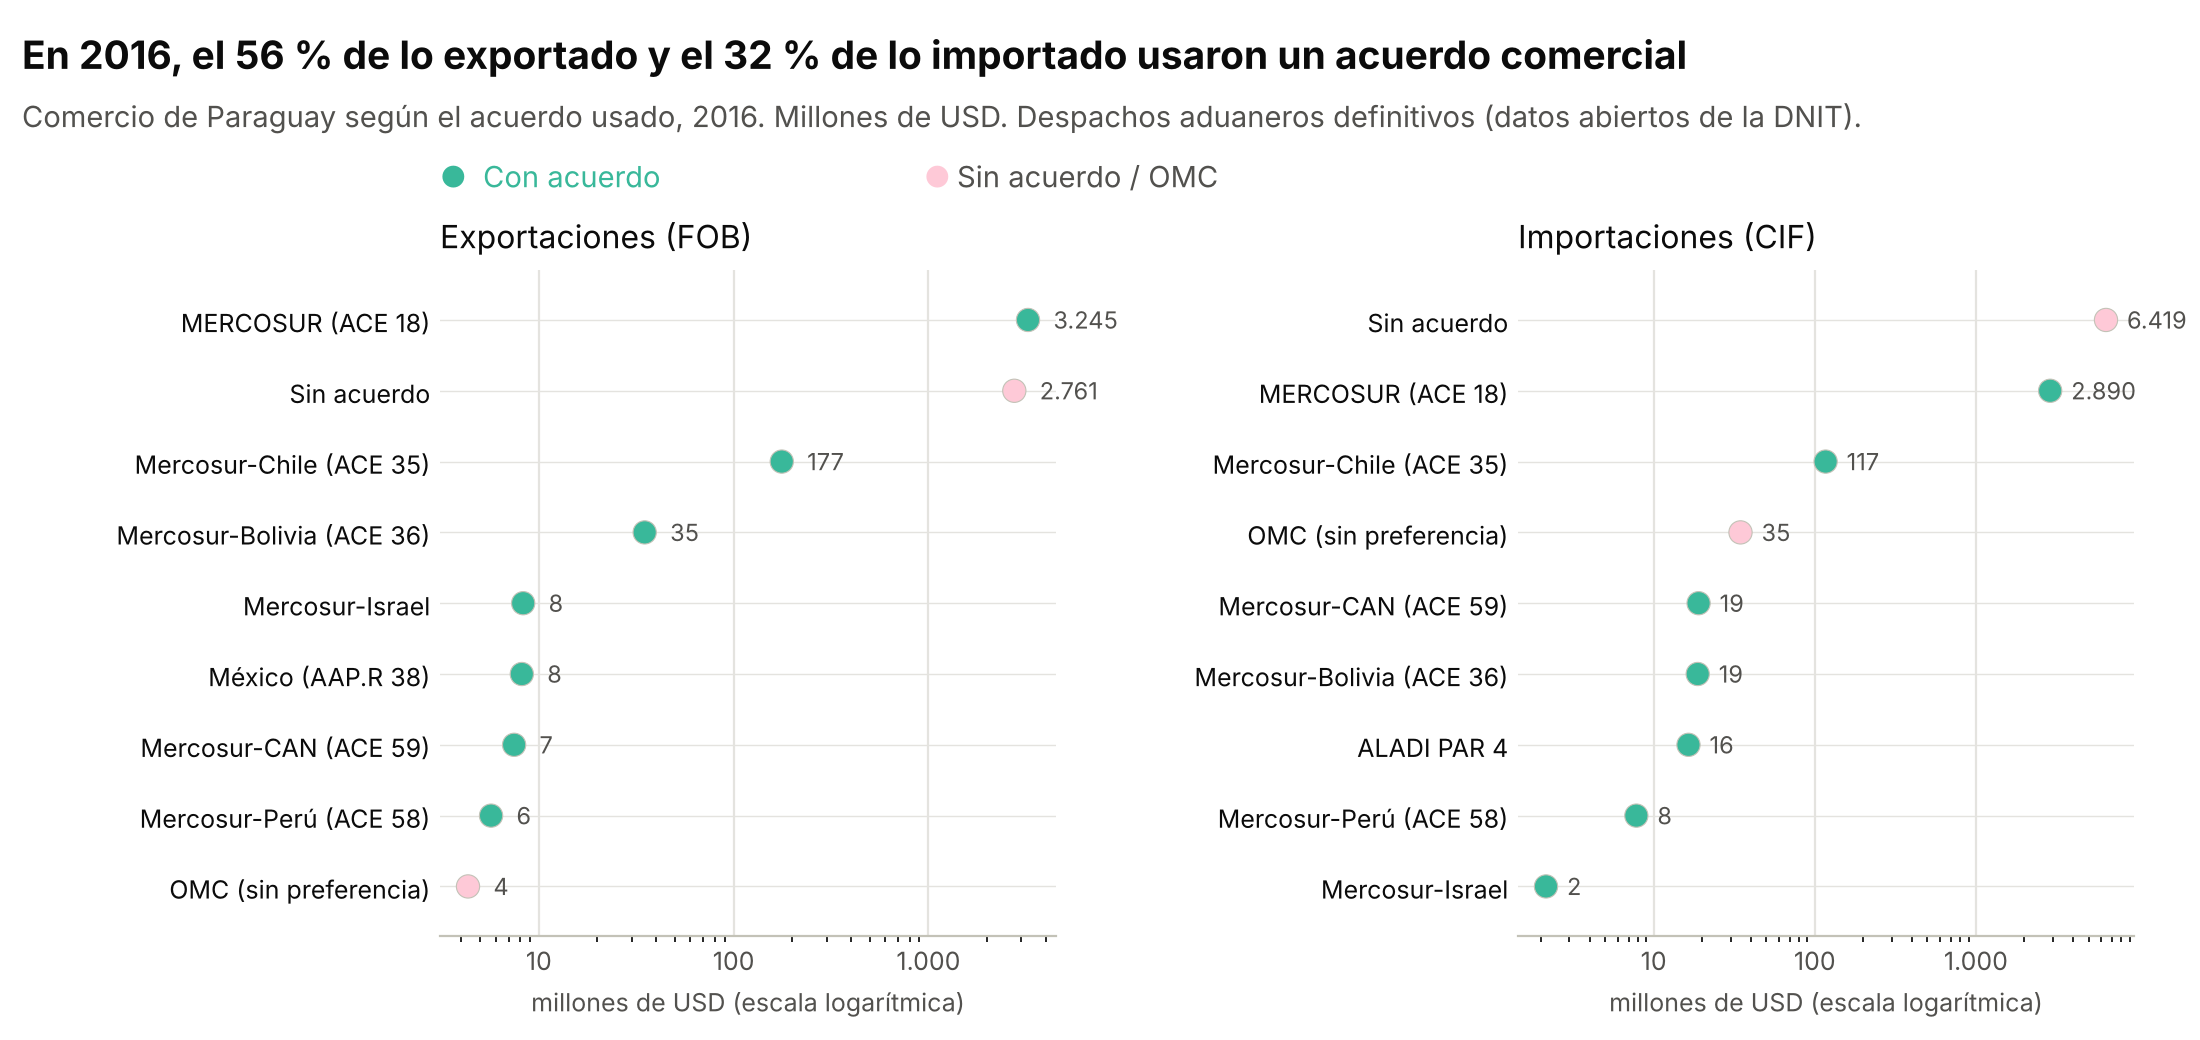 En 2016, el 56 % de lo exportado y el 32 % de lo importado usaron un acuerdo comercial
Comercio de Paraguay según el acuerdo usado, 2016. Millones de USD. Despachos aduaneros definitivos (datos abiertos de la DNIT).
Con acuerdo
Sin acuerdo / OMC
Exportaciones (FOB)
MERCOSUR (ACE 18) 3.245
Sin acuerdo 2.761
Mercosur-Chile (ACE 35) 177
Mercosur-Bolivia (ACE 36) 35
Mercosur-Israel 8
México (AAP.R 38) 8
Mercosur-CAN (ACE 59) 7
Mercosur-Perú (ACE 58) 6
OMC (sin preferencia) 4
10 100 1.000
millones de USD (escala logarítmica)
Importaciones (CIF)
Sin acuerdo 6.419
MERCOSUR (ACE 18) 2.890
Mercosur-Chile (ACE 35) 117
OMC (sin preferencia) 35
Mercosur-CAN (ACE 59) 19
Mercosur-Bolivia (ACE 36) 19
ALADI PAR 4 16
Mercosur-Perú (ACE 58) 8
Mercosur-Israel 2
10 100 1.000
millones de USD (escala logarítmica)